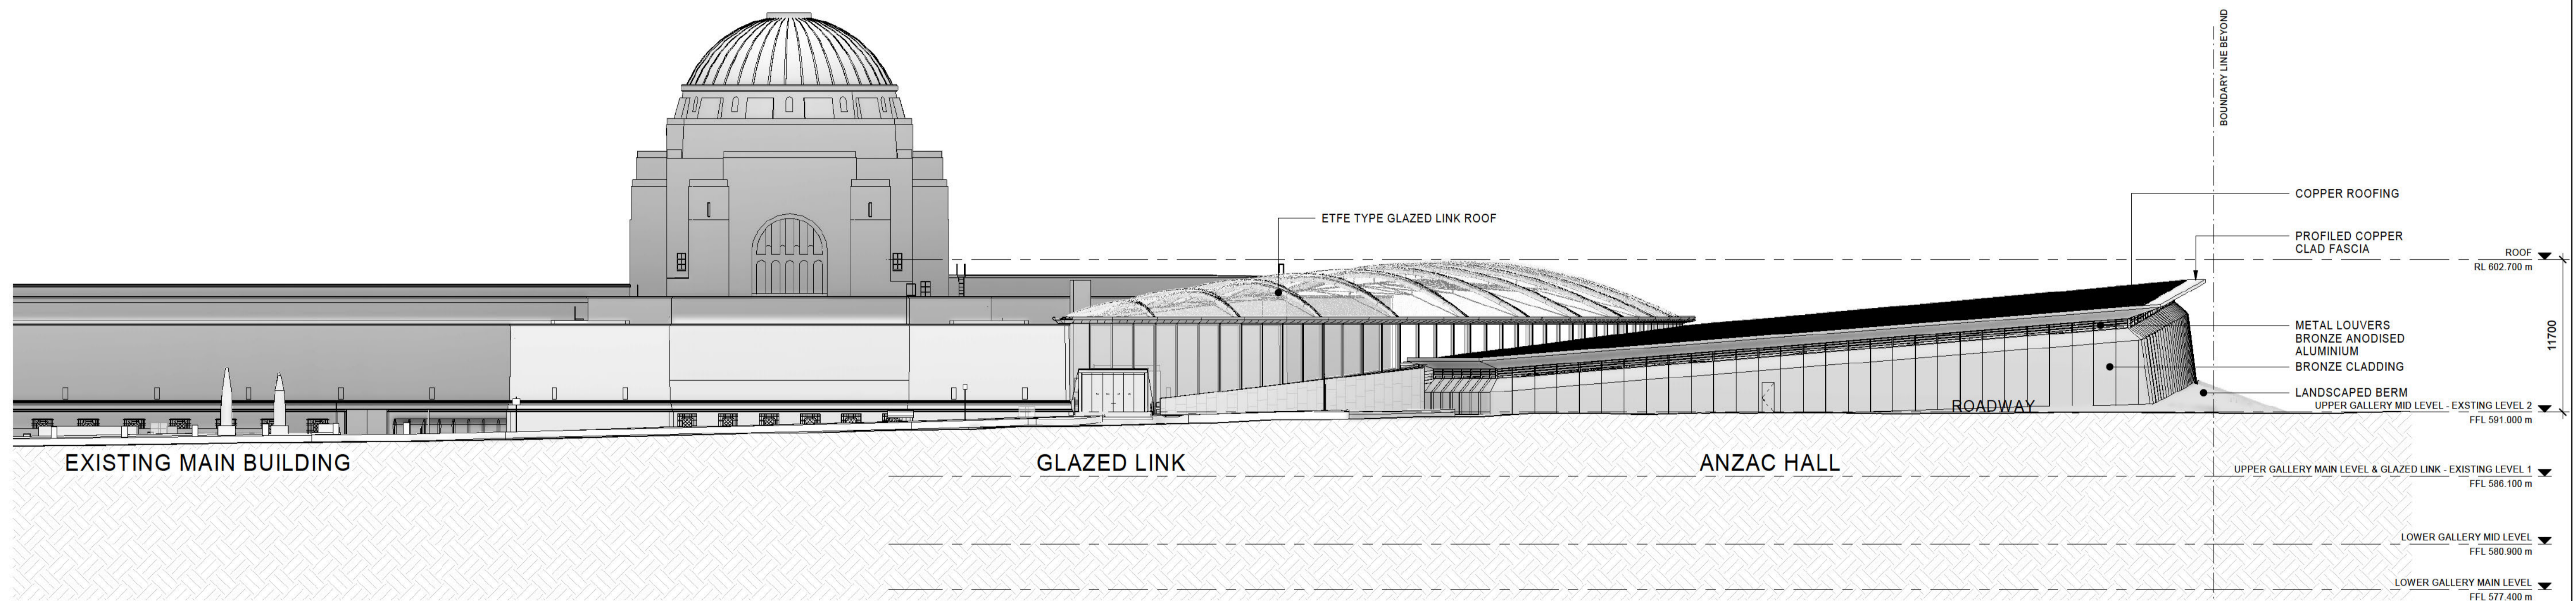 BOUNDARY LINE BEYOND
COPPER ROOFING
ETFE TYPE GLAZED LINK ROOF
PROFILED COPPER
CLAD FASCIA
ROOF
RL 602.700 m
METAL LOUVERS
BRONZE ANODISED
ALUMINIUM
11700
BRONZE CLADDING
LANDSCAPED BERM
ROADWAY
UPPER GALLERY MID LEVEL - EXSTING LEVEL 2
FFL 591.000 m
EXISTING MAIN BUILDING
GLAZED LINK
ANZAC HALL
UPPER GALLERY MAIN LEVEL & GLAZED LINK - EXISTING LEVEL 1
FFL 586.100 m
LOWER GALLERY MID LEVEL
FFL 580.900 m
LOWER GALLERY MAIN LEVEL
FFL 577.400 m